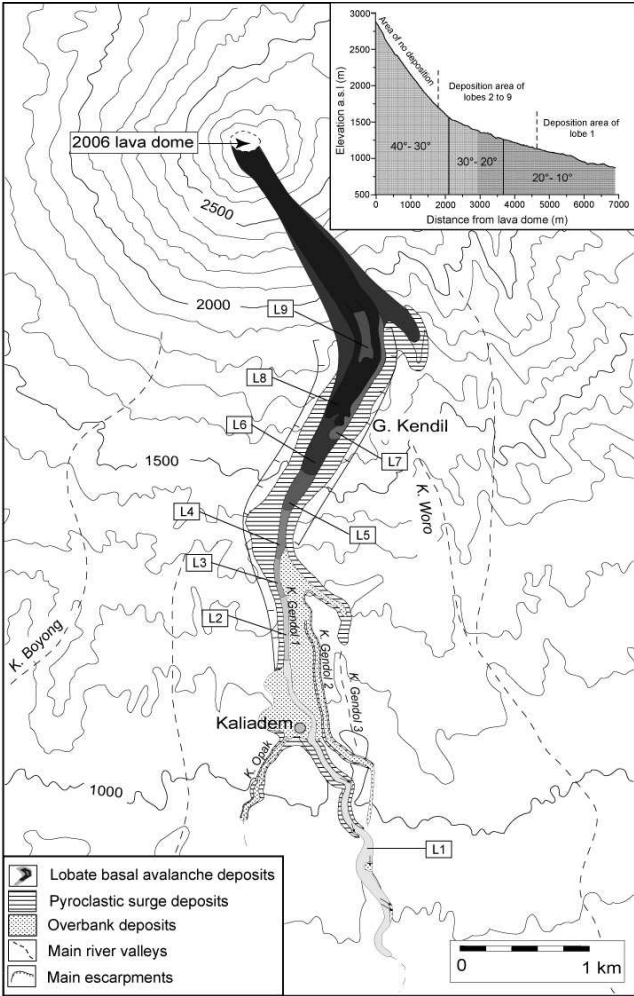 3000
2500
2000
1500
1000
500
Elevation a.s.l (m)
Area of no deposition
Deposition area of
lobes 2 to 9
Deposition area of
lobe 1
40°- 30°
30°- 20°
20°- 10°
0 1000 2000 3000 4000 5000 6000 7000
Distance from lava dome (m)
2006 lava dome
2500
2000
L9
L8
L6
G. Kendil
L7
1500
K. Woro
L4
L5
L3
K. Gendol 1
L2
K. Gendol 2
K. Boyong
K. Gendol 3
Kaliadem
K. Opak
1000
L1
Lobate basal avalanche deposits
Pyroclastic surge deposits
Overbank deposits
Main river valleys
Main escarpments
0 1 km